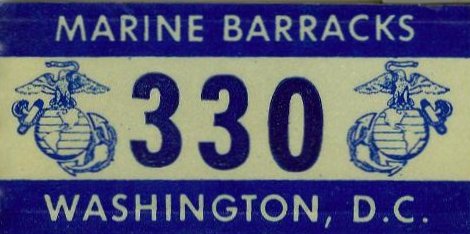 MARINE BARRACKS
330
WASHINGTON, D.C.